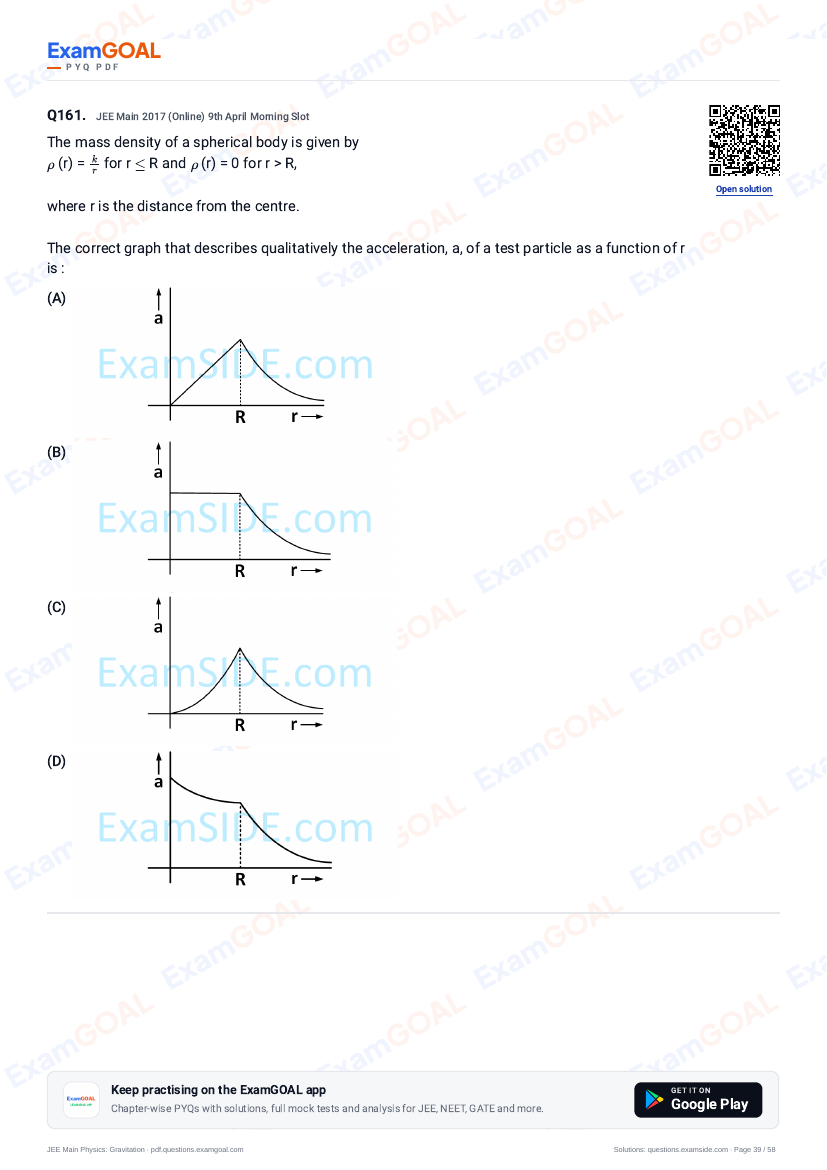 ExamGOAL
PYQ PDF
Q161. JEE Main 2017 (Online) 9th April Morning Slot
The mass density of a spherical body is given by
ρ (r) = k/r for r ≤ R and ρ (r) = 0 for r > R,
where r is the distance from the centre.
The correct graph that describes qualitatively the acceleration, a, of a test particle as a function of r
is :
Open solution
(A)
a
ExamSIDE.com
R r
(B)
a
ExamSIDE.com
R r
(C)
a
ExamSIDE.com
R r
(D)
a
ExamSIDE.com
R r
Keep practising on the ExamGOAL app
Chapter-wise PYQs with solutions, full mock tests and analysis for JEE, NEET, GATE and more.
ExamGOAL
GET IT ON
Google Play
JEE Main Physics: Gravitation · pdf.questions.examgoal.com
Solutions: questions.examside.com · Page 39 / 58